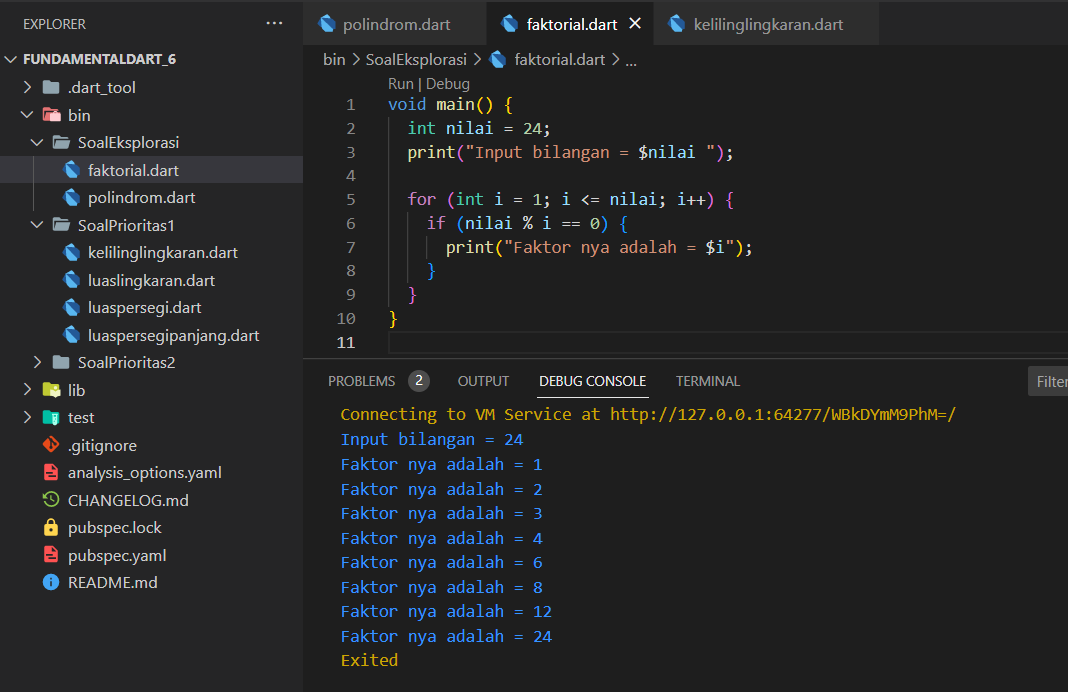 EXPLORER ...
FUNDAMENTALDART_6
.dart_tool
bin
SoalEksplorasi
faktorial.dart
polindrom.dart
SoalPrioritas1
kelilinglingkaran.dart
luaslingkaran.dart
luaspersegi.dart
luaspersegipanjang.dart
SoalPrioritas2
lib
test
.gitignore
analysis_options.yaml
CHANGELOG.md
pubspec.lock
pubspec.yaml
README.md
polindrom.dart faktorial.dart kelilinglingkaran.dart
bin > SoalEksplorasi > faktorial.dart > ...
Run | Debug
1 void main() {
2 int nilai = 24;
3 print("Input bilangan = $nilai ");
4
5 for (int i = 1; i <= nilai; i++) {
6 if (nilai % i == 0) {
7 print("Faktor nya adalah = $i");
8 }
9 }
10 }
11
PROBLEMS 2 OUTPUT DEBUG CONSOLE TERMINAL Filter
Connecting to VM Service at http://127.0.0.1:64277/WBkDYmM9PhM=/
Input bilangan = 24
Faktor nya adalah = 1
Faktor nya adalah = 2
Faktor nya adalah = 3
Faktor nya adalah = 4
Faktor nya adalah = 6
Faktor nya adalah = 8
Faktor nya adalah = 12
Faktor nya adalah = 24
Exited